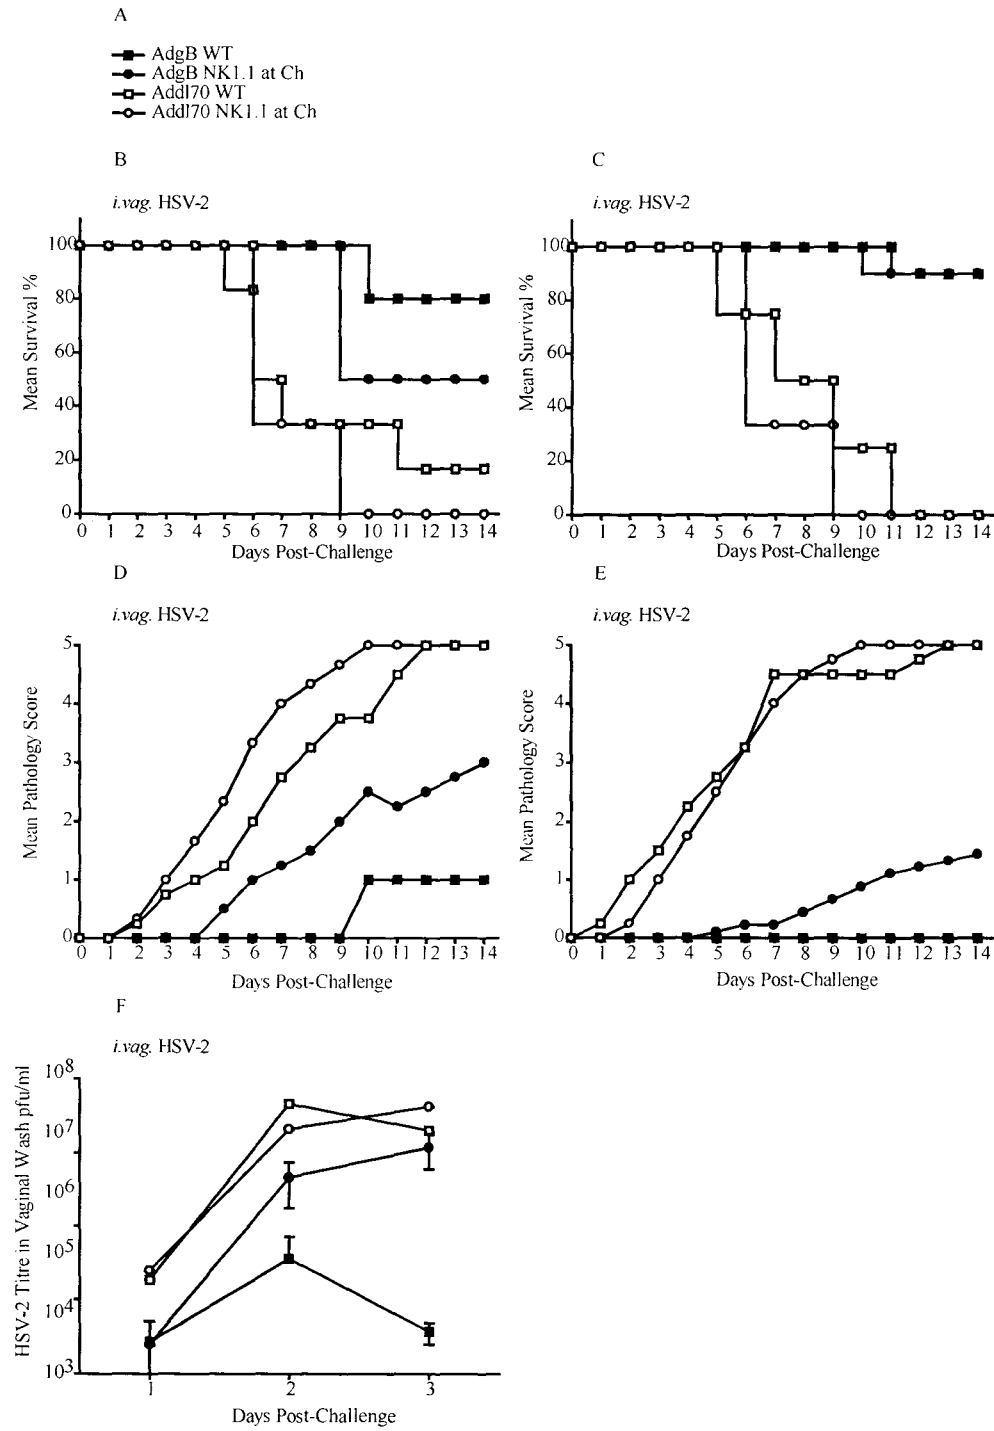 A
AdgB WT
AdgB NK1.1 at Ch
Addl70 WT
Addl70 NK1.1 at Ch
B
i.vag. HSV-2
Mean Survival %
100
80
60
40
20
0
0 1 2 3 4 5 6 7 8 9 10 11 12 13 14
Days Post-Challenge
C
i.vag. HSV-2
Mean Survival %
100
80
60
40
20
0
0 1 2 3 4 5 6 7 8 9 10 11 12 13 14
Days Post-Challenge
D
i.vag. HSV-2
Mean Pathology Score
5
4
3
2
1
0
0 1 2 3 4 5 6 7 8 9 10 11 12 13 14
Days Post-Challenge
E
i.vag. HSV-2
Mean Pathology Score
5
4
3
2
1
0
0 1 2 3 4 5 6 7 8 9 10 11 12 13 14
Days Post-Challenge
F
i.vag. HSV-2
HSV-2 Titre in Vaginal Wash pfu/ml
10⁸
10⁷
10⁶
10⁵
10⁴
10³
1 2 3
Days Post-Challenge